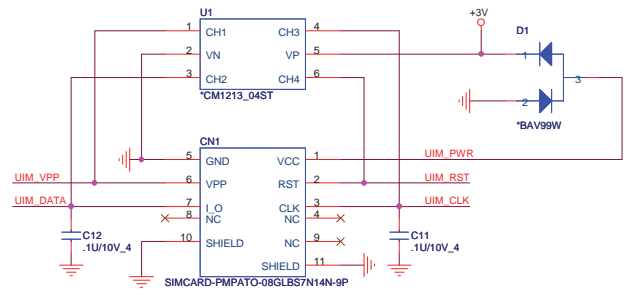 U1
+3V
1 CH1 CH3 4
D1
2 VN VP 5
1
3 CH2 CH4 6
3
*CM1213_04ST
2
*BAV99W
CN1
5 GND VCC 1
UIM_PWR
UIM_VPP
6 VPP RST 2
UIM_RST
UIM_DATA
7 I_O CLK 3
UIM_CLK
8 NC NC 4
C12
.1U/10V_4
10 SHIELD NC 9
C11
.1U/10V_4
SHIELD 11
SIMCARD-PMPATO-08GLBS7N14N-9P